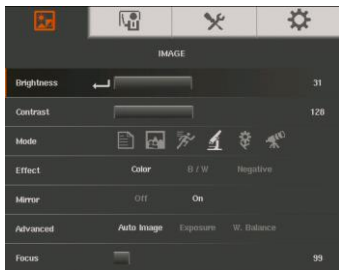 IMAGE
Brightness 31
Contrast 128
Mode
Effect Color B / W Negative
Mirror Off On
Advanced Auto Image Exposure W. Balance
Focus 99